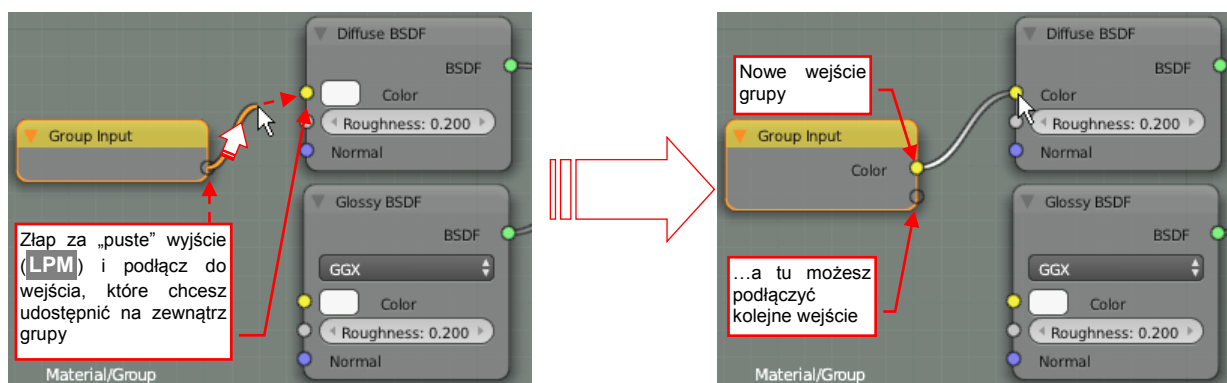 Diffuse BSDF
BSDF
Color
Roughness: 0.200
Normal
Group Input
Glossy BSDF
BSDF
GGX
Color
Roughness: 0.200
Normal
Złap za „puste” wyjście
(LPM) i podłącz do
wejścia, które chcesz
udostępnić na zewnątrz
grupy
Material/Group
Diffuse BSDF
BSDF
Color
Roughness: 0.200
Normal
Nowe wejście
grupy
Group Input
Color
Glossy BSDF
BSDF
GGX
Color
Roughness: 0.200
Normal
…a tu możesz
podłączyć
kolejne wejście
Material/Group